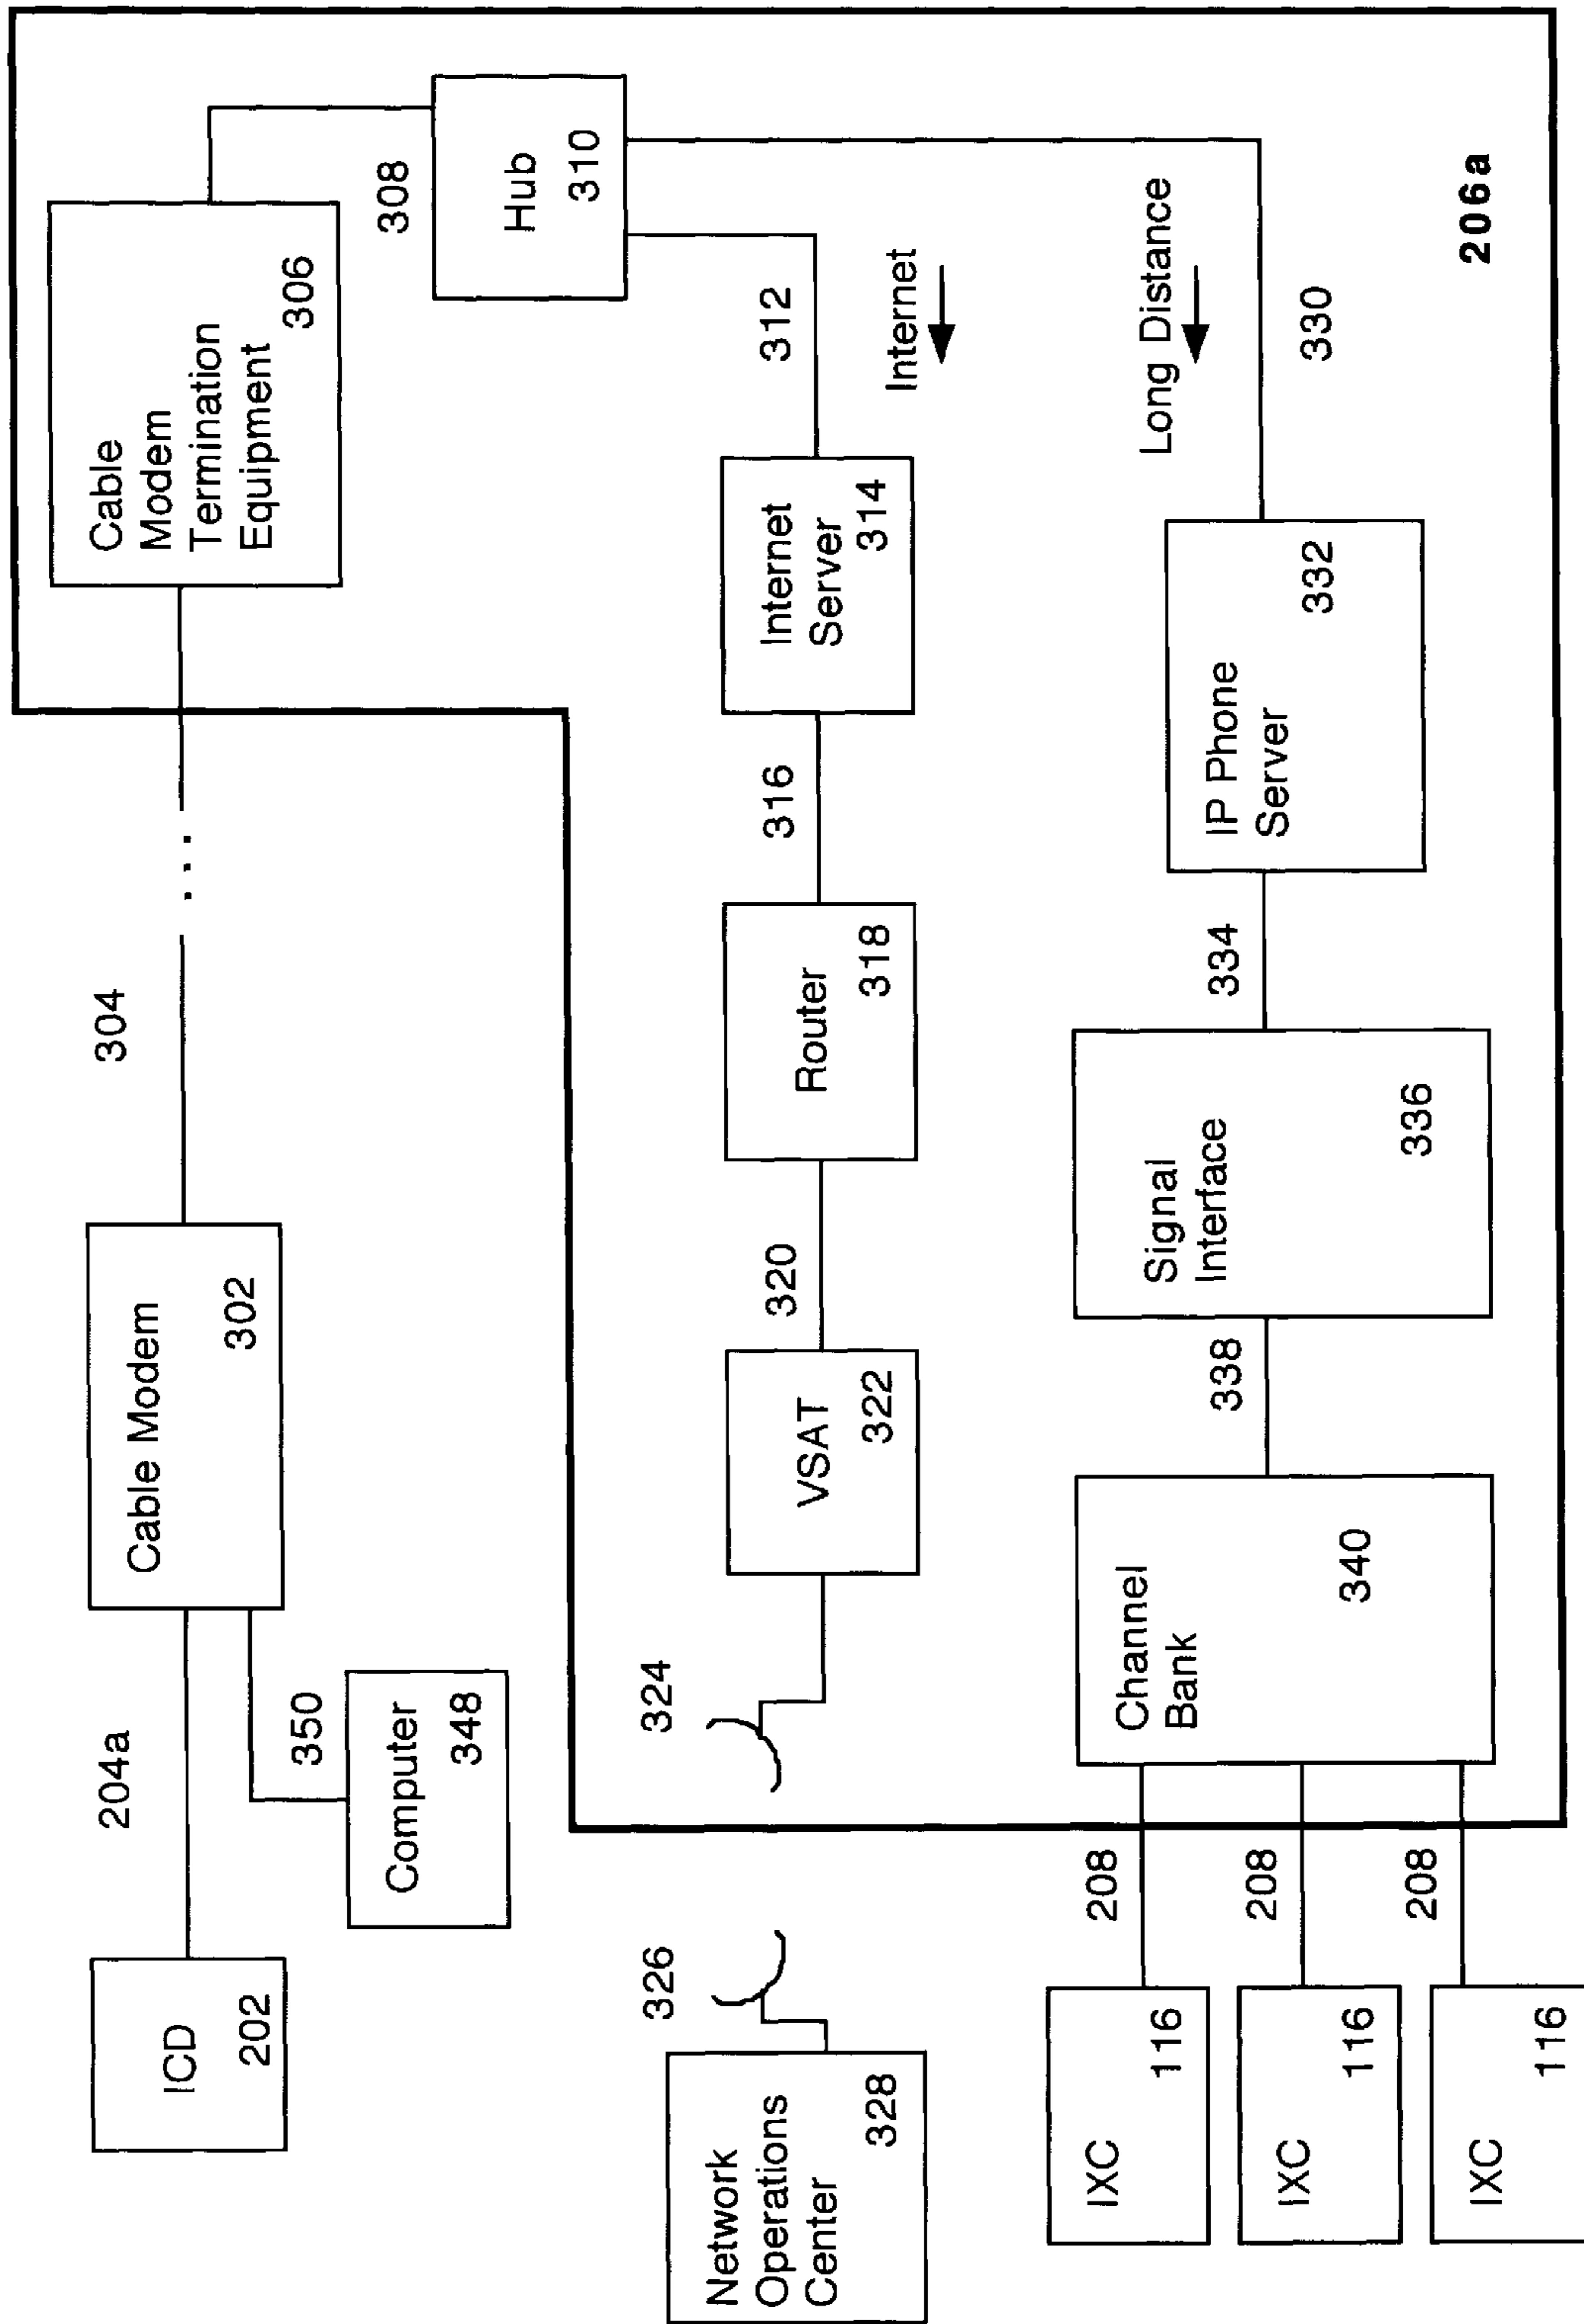 ICD
202
204a
Computer
348
350
Cable Modem
302
304
Cable
Modem
Termination
Equipment
306
308
Hub
310
Network
Operations
Center
328
326
324
VSAT
322
320
Router
318
316
Internet
Server
314
312
Internet
IXC
116
208
IXC
116
208
IXC
116
208
Channel
Bank
340
338
Signal
Interface
336
334
IP Phone
Server
332
330
Long Distance
206a